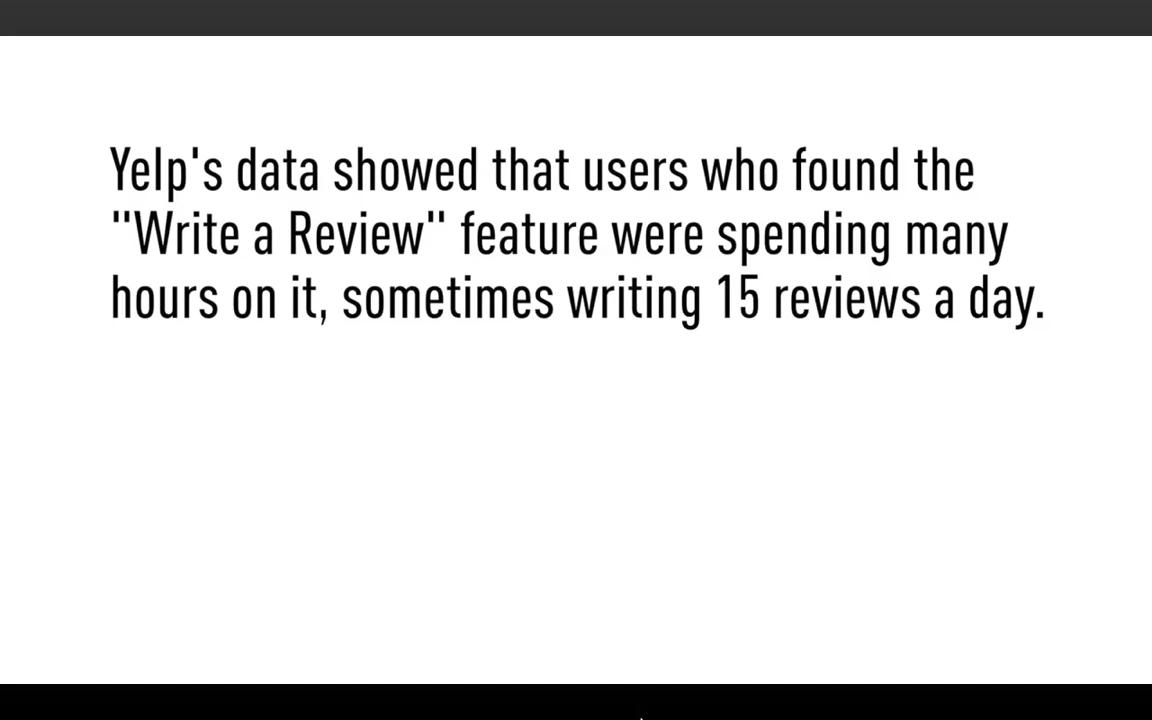 Yelp's data showed that users who found the
"Write a Review" feature were spending many
hours on it, sometimes writing 15 reviews a day.